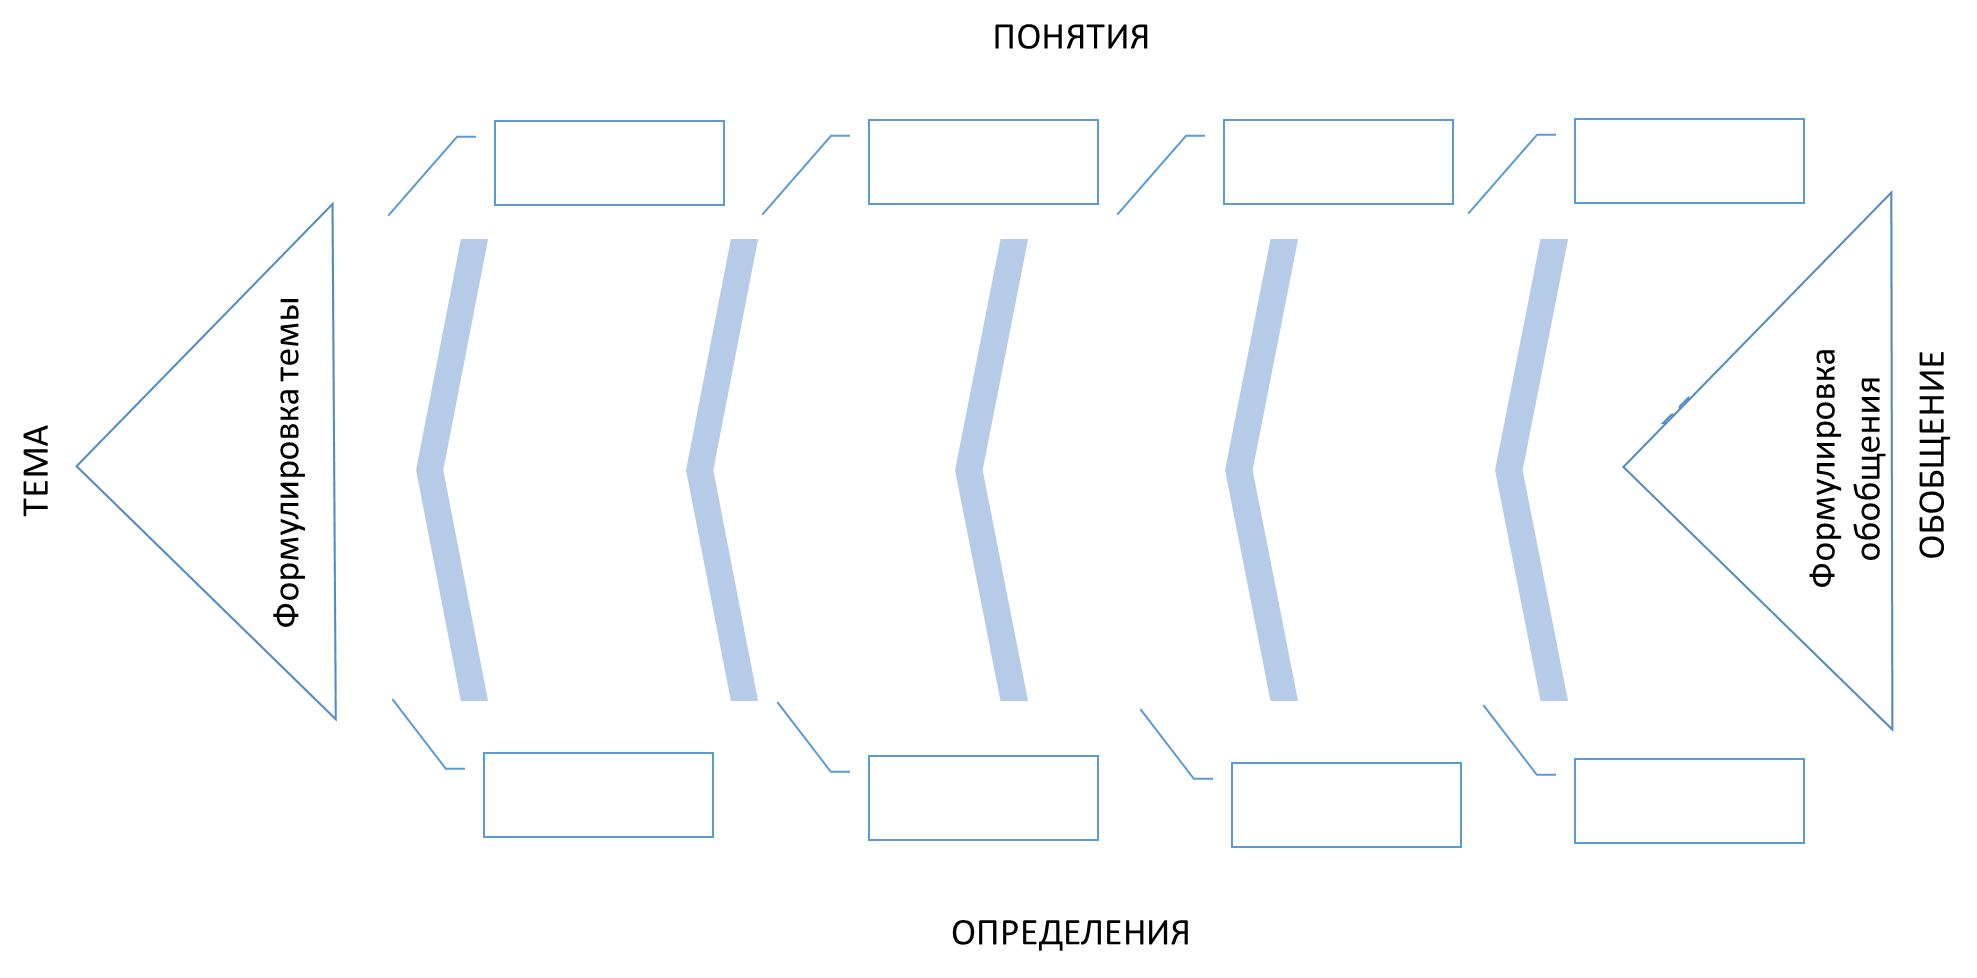 ПОНЯТИЯ
ТЕМА
Формулировка темы
Формулировка
обобщения
ОБОБЩЕНИЕ
ОПРЕДЕЛЕНИЯ